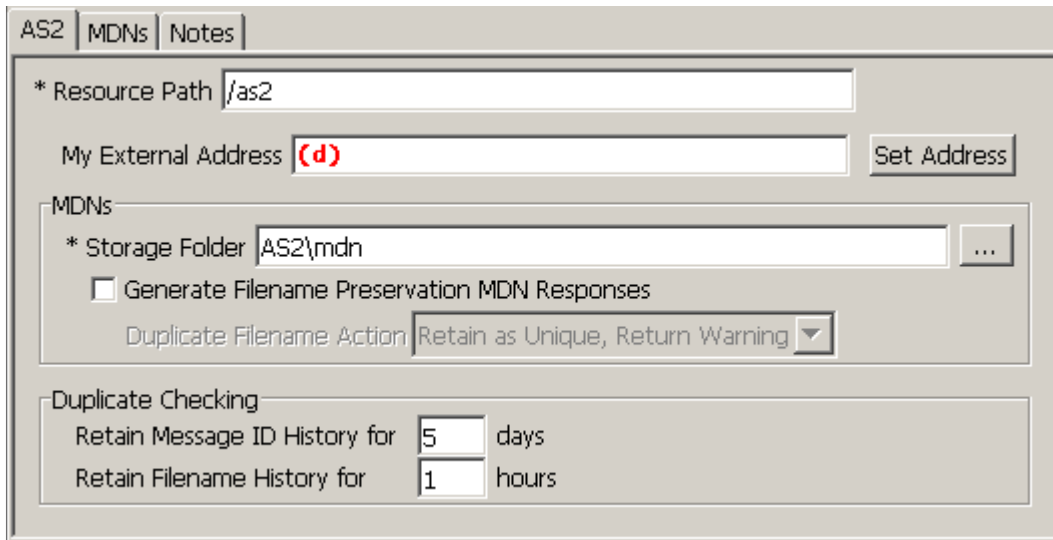 AS2 MDNs Notes
* Resource Path /as2
My External Address (d) Set Address
MDNs
* Storage Folder AS2\mdn ...
Generate Filename Preservation MDN Responses
Duplicate Filename Action Retain as Unique, Return Warning
Duplicate Checking
Retain Message ID History for 5 days
Retain Filename History for 1 hours